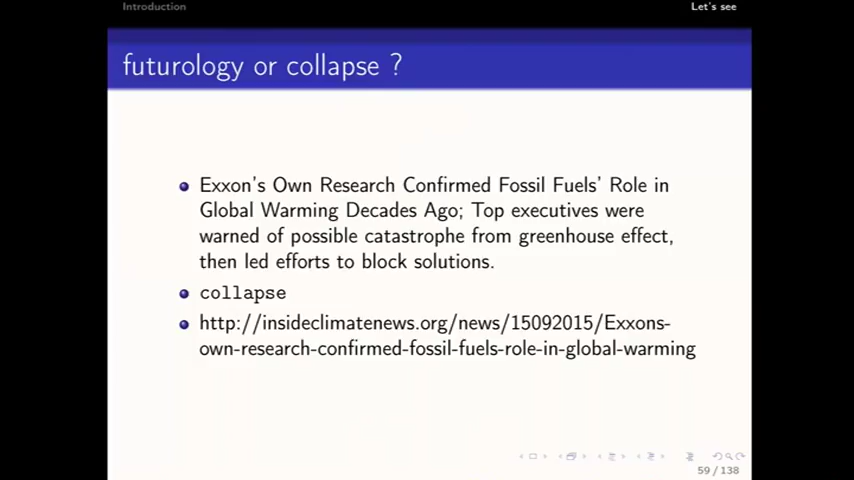 Introduction
Let's see
futurology or collapse ?
Exxon's Own Research Confirmed Fossil Fuels' Role in
Global Warming Decades Ago; Top executives were
warned of possible catastrophe from greenhouse effect,
then led efforts to block solutions.
collapse
http://insideclimatenews.org/news/15092015/Exxons-
own-research-confirmed-fossil-fuels-role-in-global-warming
59 / 138